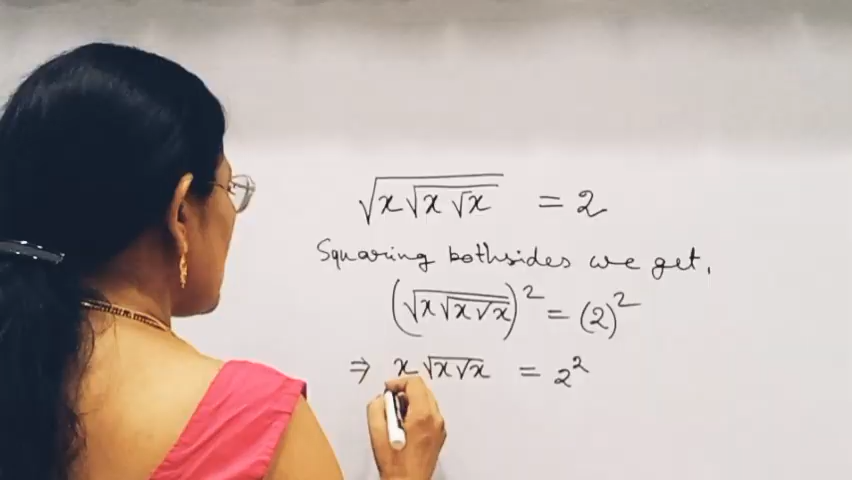 √(x√(x√x)) = 2
Squaring bothsides we get,
(√(x√(x√x)))² = (2)²
⇒ x√(x√x) = 2²